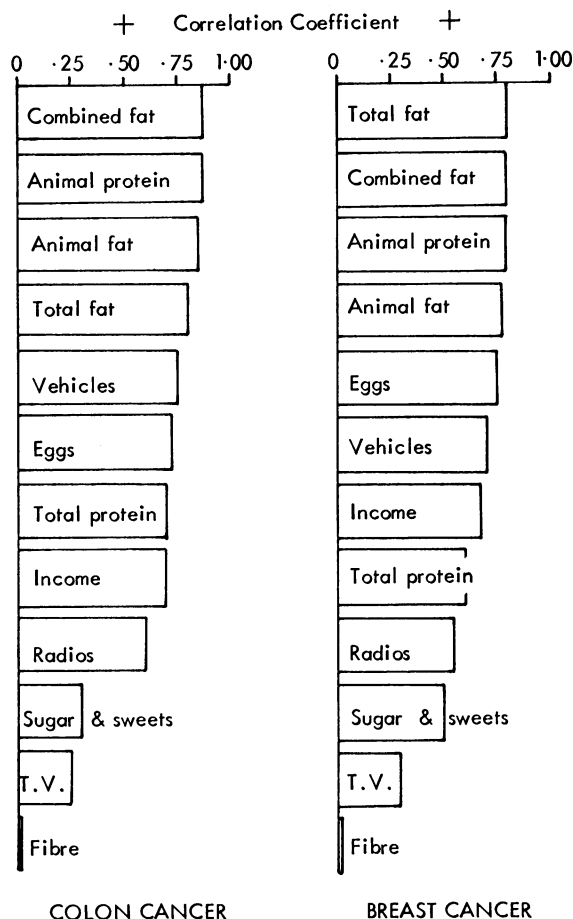 + Correlation Coefficient +
0 ·25 ·50 ·75 1·00
Combined fat
Animal protein
Animal fat
Total fat
Vehicles
Eggs
Total protein
Income
Radios
Sugar & sweets
T.V.
Fibre
COLON CANCER
0 ·25 ·50 ·75 1·00
Total fat
Combined fat
Animal protein
Animal fat
Eggs
Vehicles
Income
Total protein
Radios
Sugar & sweets
T.V.
Fibre
BREAST CANCER